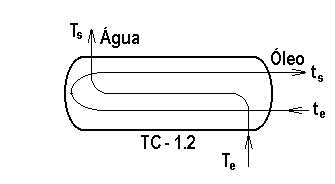 Ts Água
Óleo
ts
te
TC - 1.2
Te